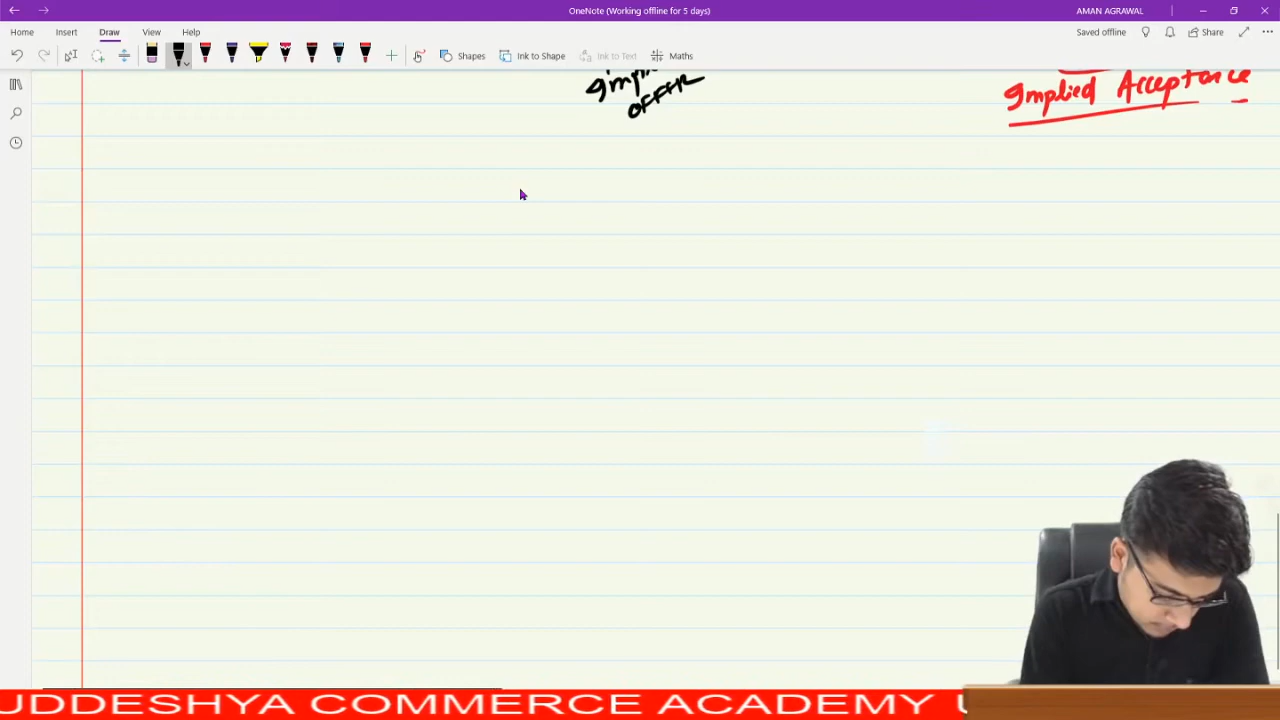 OneNote (Working offline for 5 days)
AMAN AGRAWAL
Home Insert Draw View Help
Saved offline
Share
Shapes
Ink to Shape
Ink to Text
Maths
OFFER
Implied Acceptance
UDDESHYA COMMERCE ACADEMY U